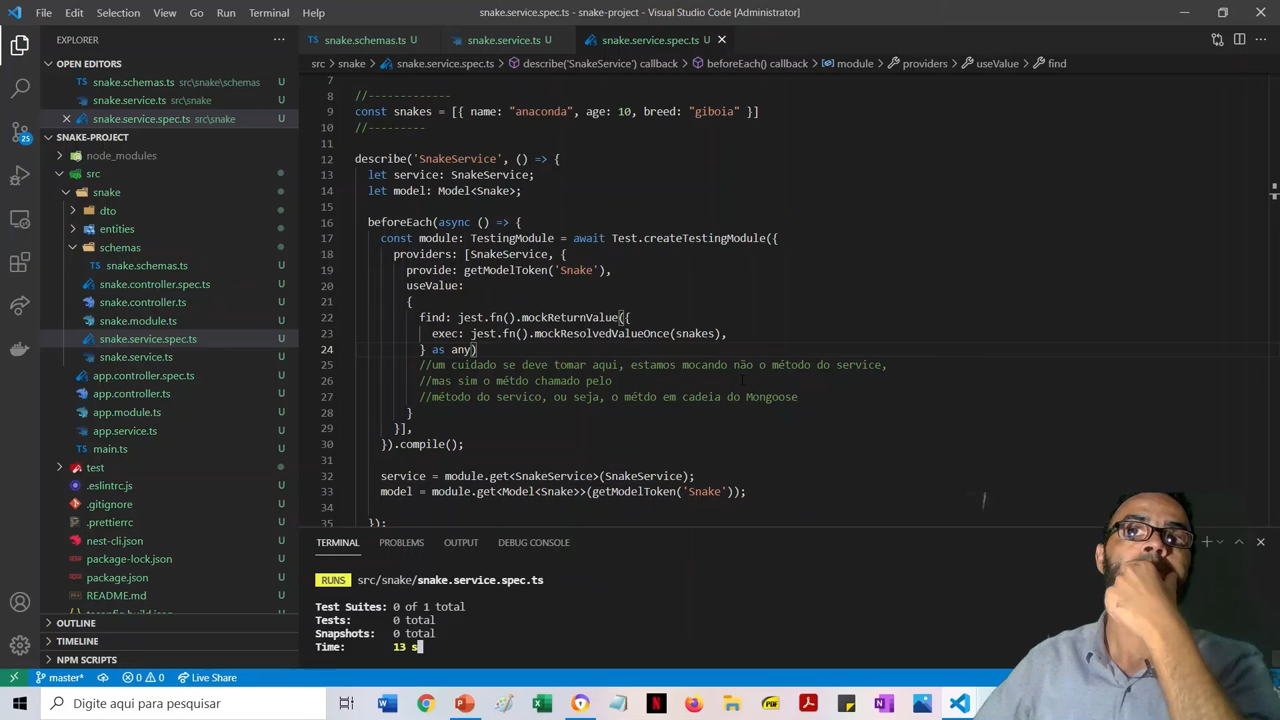 File Edit Selection View Go Run Terminal Help
snake.service.spec.ts - snake-project - Visual Studio Code [Administrator]
EXPLORER
snake.schemas.ts U
snake.service.ts U
snake.service.spec.ts U
src > snake > snake.service.spec.ts > describe('SnakeService') callback > beforeEach() callback > module > providers > useValue > find
OPEN EDITORS
snake.schemas.ts src\snake\schemas U
snake.service.ts src\snake U
snake.service.spec.ts src\snake U
SNAKE-PROJECT
node_modules
src
snake
dto
entities
schemas
snake.schemas.ts U
snake.controller.spec.ts U
snake.controller.ts U
snake.module.ts U
snake.service.spec.ts U
snake.service.ts U
app.controller.spec.ts U
app.controller.ts U
app.module.ts U
app.service.ts U
main.ts U
test
.eslintrc.js U
.gitignore U
.prettierrc U
nest-cli.json U
package-lock.json U
package.json U
README.md U
tsconfig.build.json U
OUTLINE
TIMELINE
NPM SCRIPTS
25
7
8 //-------------
9 const snakes = [{ name: "anaconda", age: 10, breed: "giboia" }]
10 //---------
11
12 describe('SnakeService', () => {
13 let service: SnakeService;
14 let model: Model<Snake>;
15
16 beforeEach(async () => {
17 const module: TestingModule = await Test.createTestingModule({
18 providers: [SnakeService, {
19 provide: getModelToken('Snake'),
20 useValue:
21 {
22 find: jest.fn().mockReturnValue({
23 exec: jest.fn().mockResolvedValueOnce(snakes),
24 } as any)
25 //um cuidado se deve tomar aqui, estamos mocando não o método do service,
26 //mas sim o métdo chamado pelo
27 //método do servico, ou seja, o métdo em cadeia do Mongoose
28 }
29 }],
30 }).compile();
31
32 service = module.get<SnakeService>(SnakeService);
33 model = module.get<Model<Snake>>(getModelToken('Snake'));
34
35 });
TERMINAL PROBLEMS OUTPUT DEBUG CONSOLE
RUNS src/snake/snake.service.spec.ts
Test Suites: 0 of 1 total
Tests: 0 total
Snapshots: 0 total
Time: 13 s
master* 0 0 Live Share
Digite aqui para pesquisar